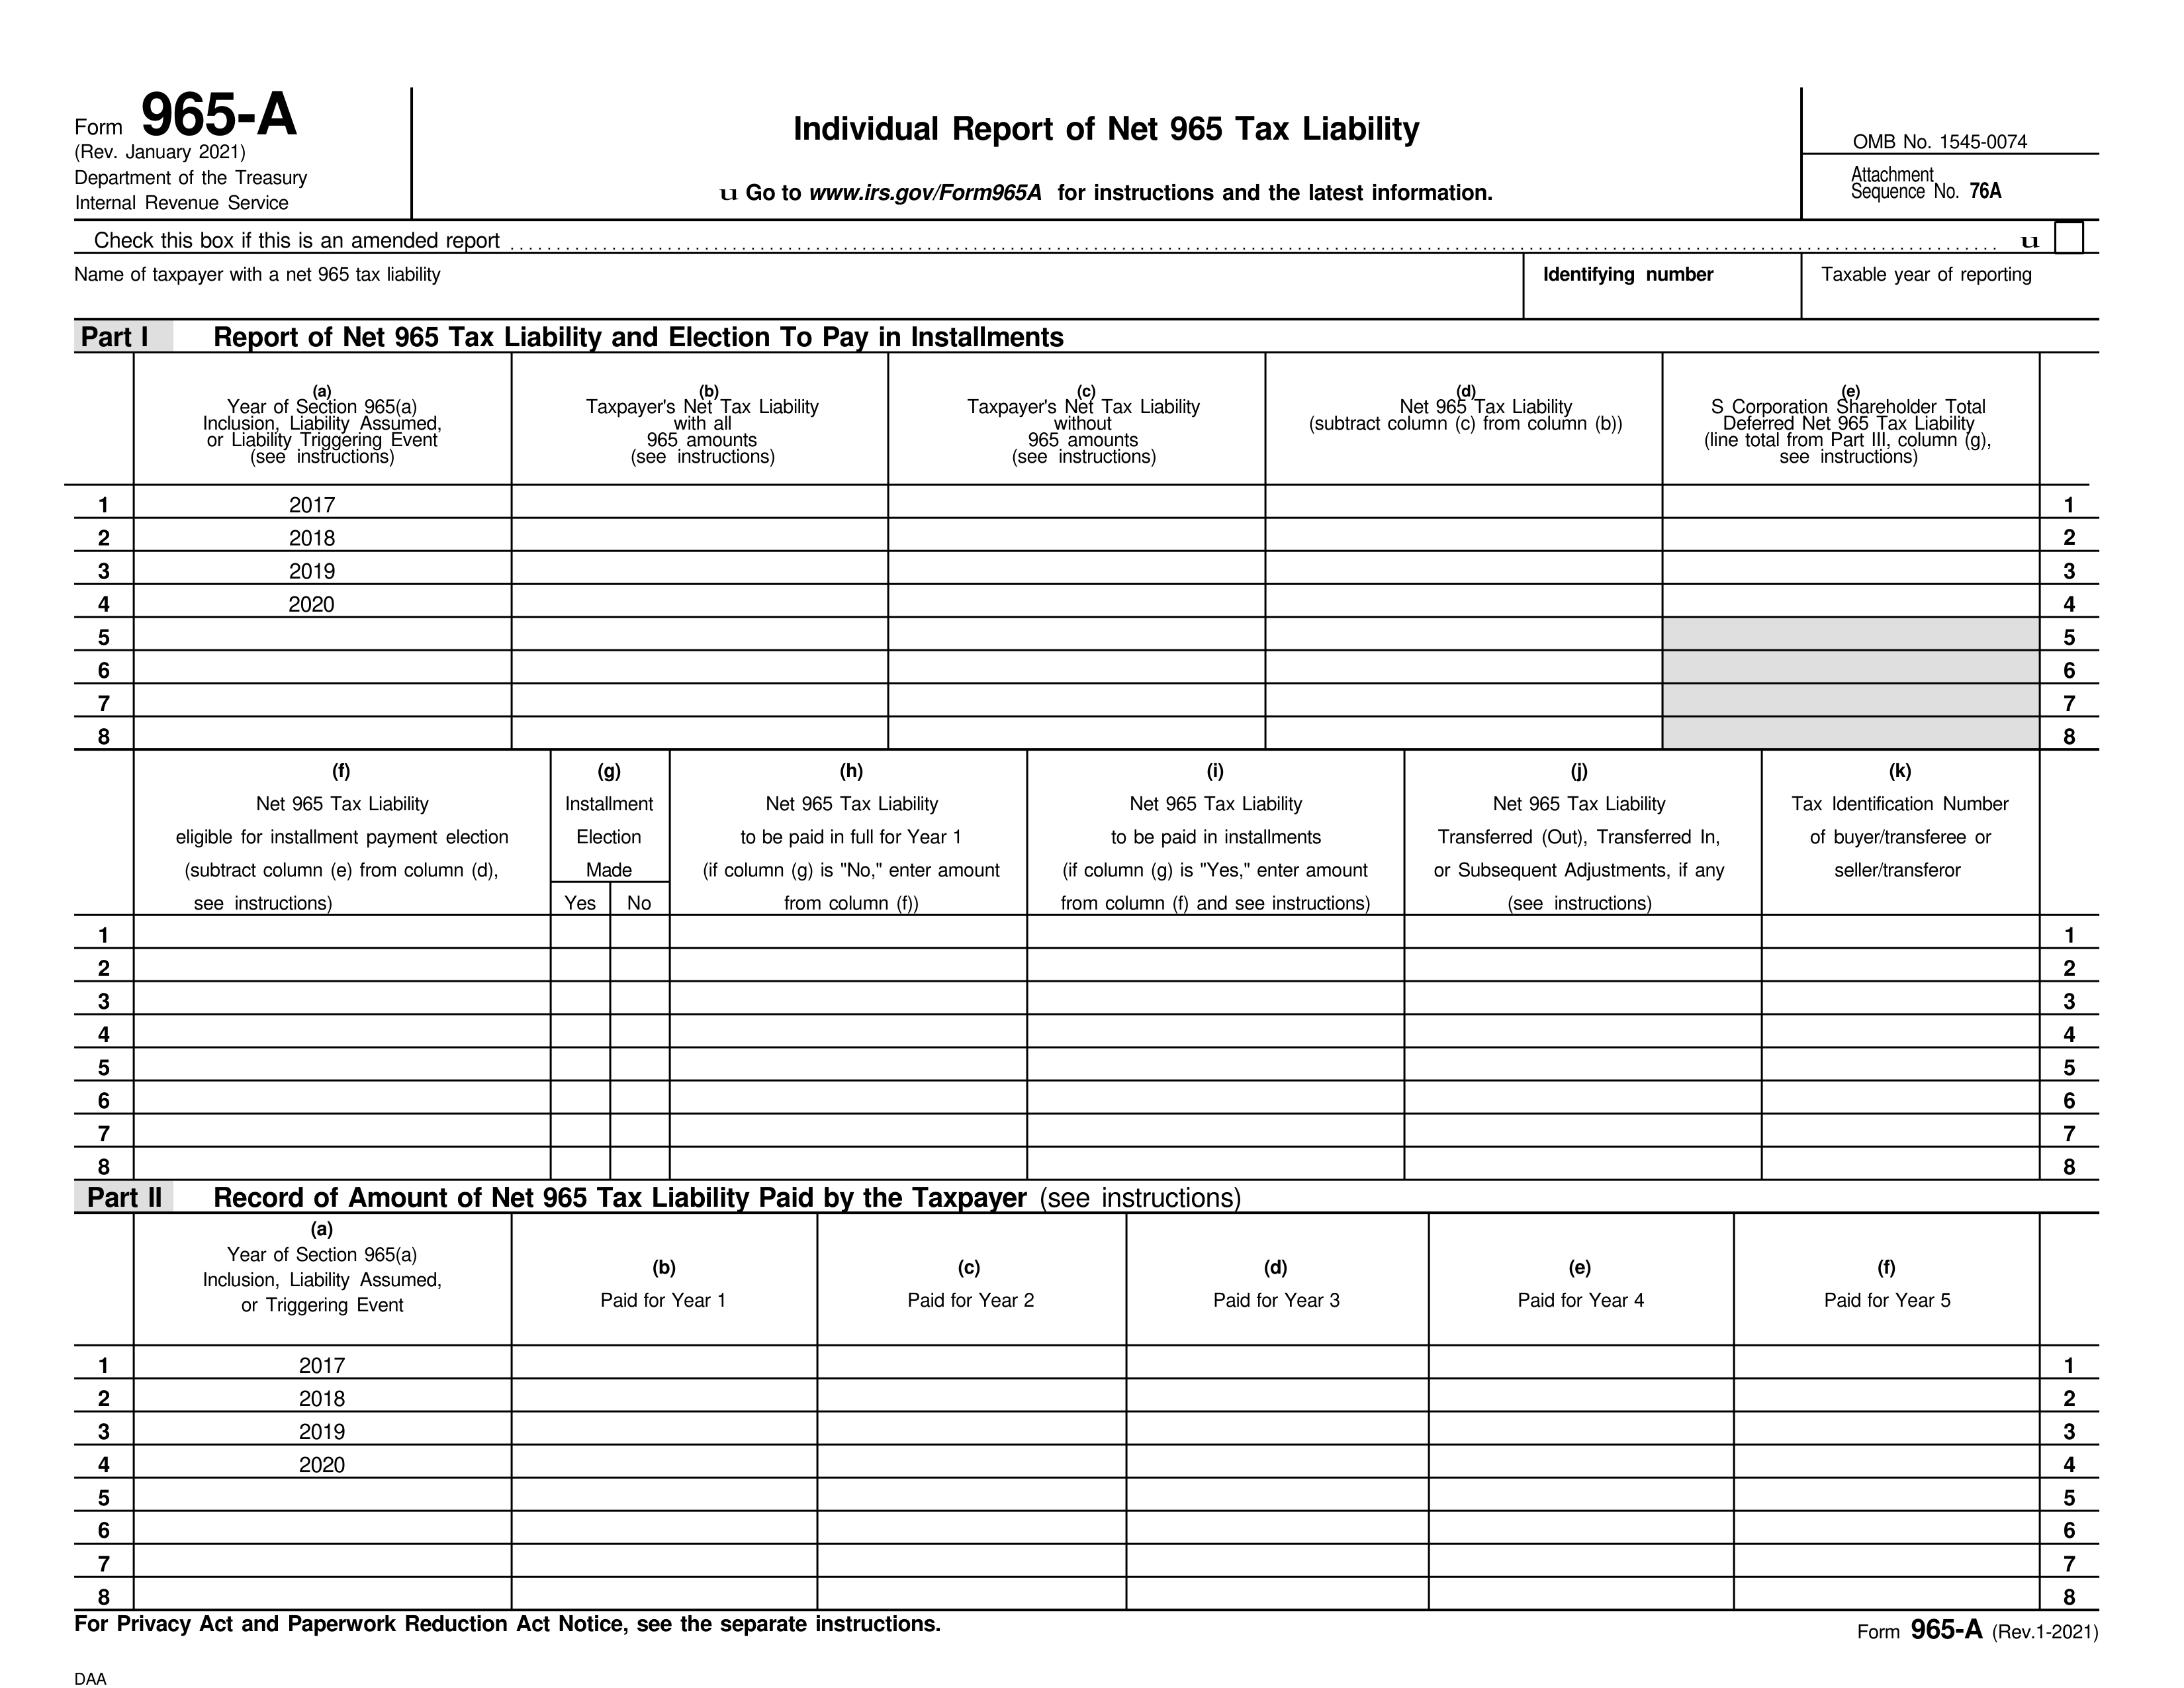 Form 965-A
(Rev. January 2021)
Department of the Treasury
Internal Revenue Service
Individual Report of Net 965 Tax Liability
u Go to www.irs.gov/Form965A for instructions and the latest information.
OMB No. 1545-0074
Attachment
Sequence No. 76A
Check this box if this is an amended report u
Name of taxpayer with a net 965 tax liability
Identifying number
Taxable year of reporting
Part I Report of Net 965 Tax Liability and Election To Pay in Installments
(a)
Year of Section 965(a)
Inclusion, Liability Assumed,
or Liability Triggering Event
(see instructions)
(b)
Taxpayer's Net Tax Liability
with all
965 amounts
(see instructions)
(c)
Taxpayer's Net Tax Liability
without
965 amounts
(see instructions)
(d)
Net 965 Tax Liability
(subtract column (c) from column (b))
(e)
S Corporation Shareholder Total
Deferred Net 965 Tax Liability
(line total from Part III, column (g),
see instructions)
1 2017 1
2 2018 2
3 2019 3
4 2020 4
5 5
6 6
7 7
8 8
(f)
Net 965 Tax Liability
eligible for installment payment election
(subtract column (e) from column (d),
see instructions)
(g)
Installment
Election
Made
Yes No
(h)
Net 965 Tax Liability
to be paid in full for Year 1
(if column (g) is "No," enter amount
from column (f))
(i)
Net 965 Tax Liability
to be paid in installments
(if column (g) is "Yes," enter amount
from column (f) and see instructions)
(j)
Net 965 Tax Liability
Transferred (Out), Transferred In,
or Subsequent Adjustments, if any
(see instructions)
(k)
Tax Identification Number
of buyer/transferee or
seller/transferor
1 1
2 2
3 3
4 4
5 5
6 6
7 7
8 8
Part II Record of Amount of Net 965 Tax Liability Paid by the Taxpayer (see instructions)
(a)
Year of Section 965(a)
Inclusion, Liability Assumed,
or Triggering Event
(b)
Paid for Year 1
(c)
Paid for Year 2
(d)
Paid for Year 3
(e)
Paid for Year 4
(f)
Paid for Year 5
1 2017 1
2 2018 2
3 2019 3
4 2020 4
5 5
6 6
7 7
8 8
For Privacy Act and Paperwork Reduction Act Notice, see the separate instructions.
Form 965-A (Rev.1-2021)
DAA